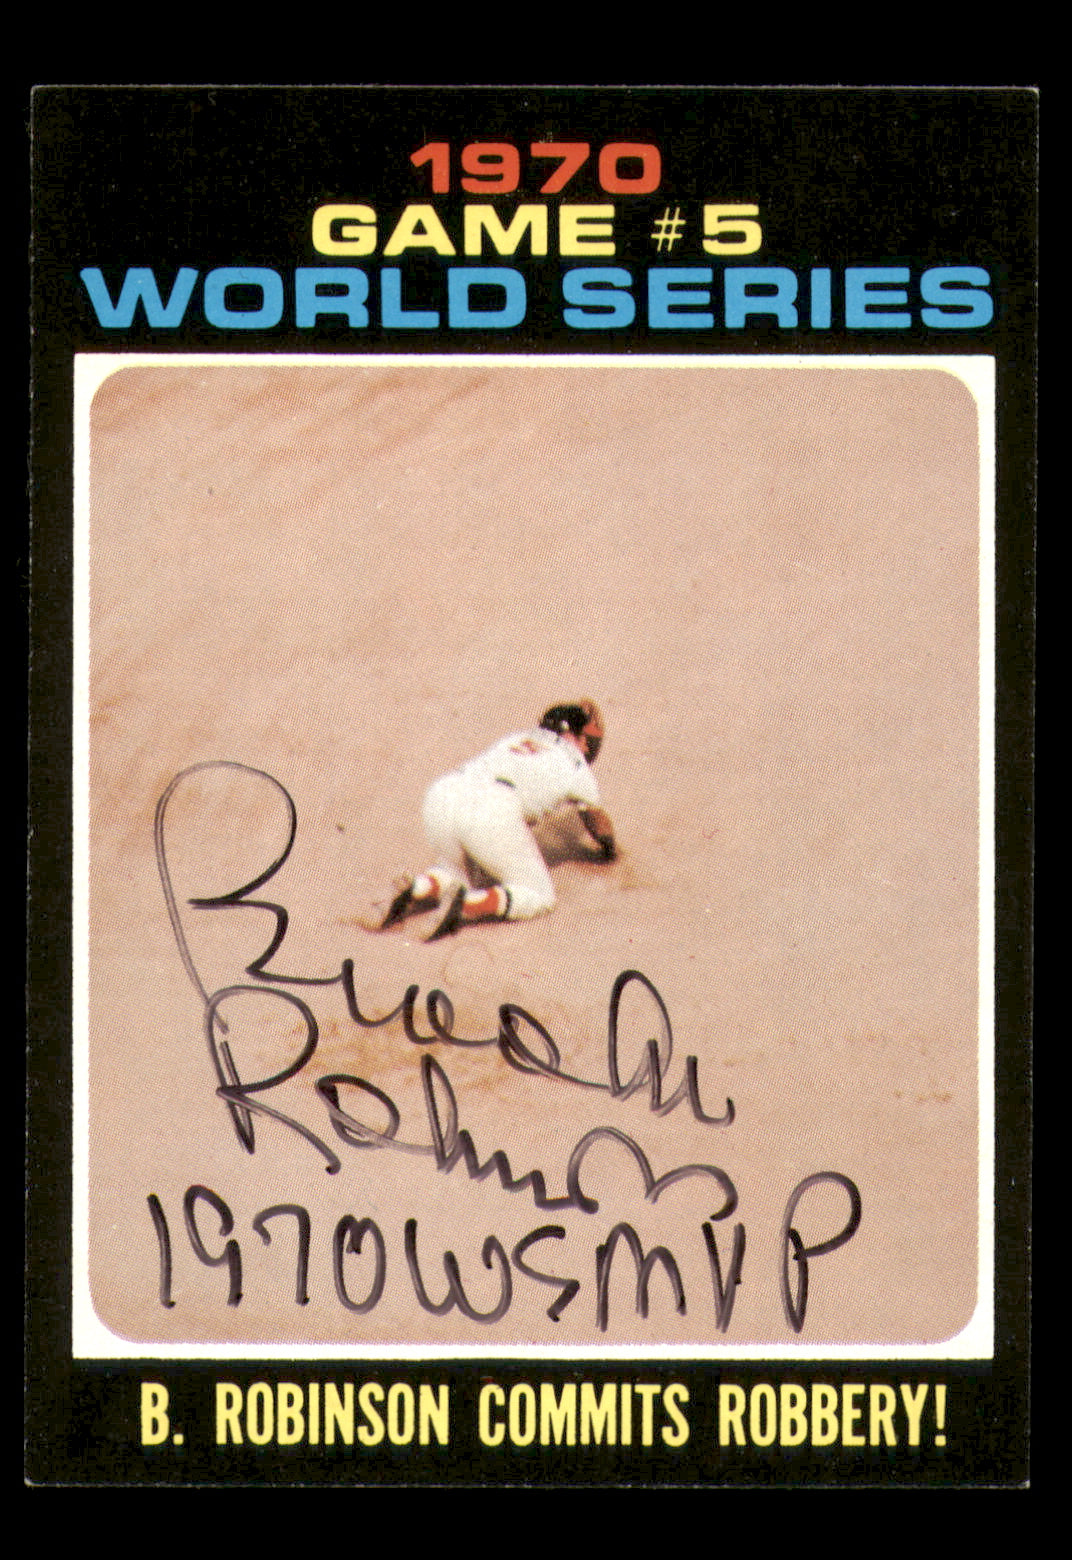 1970
GAME #5
WORLD SERIES
Brooks
Robinson
1970 WS MVP
B. ROBINSON COMMITS ROBBERY!